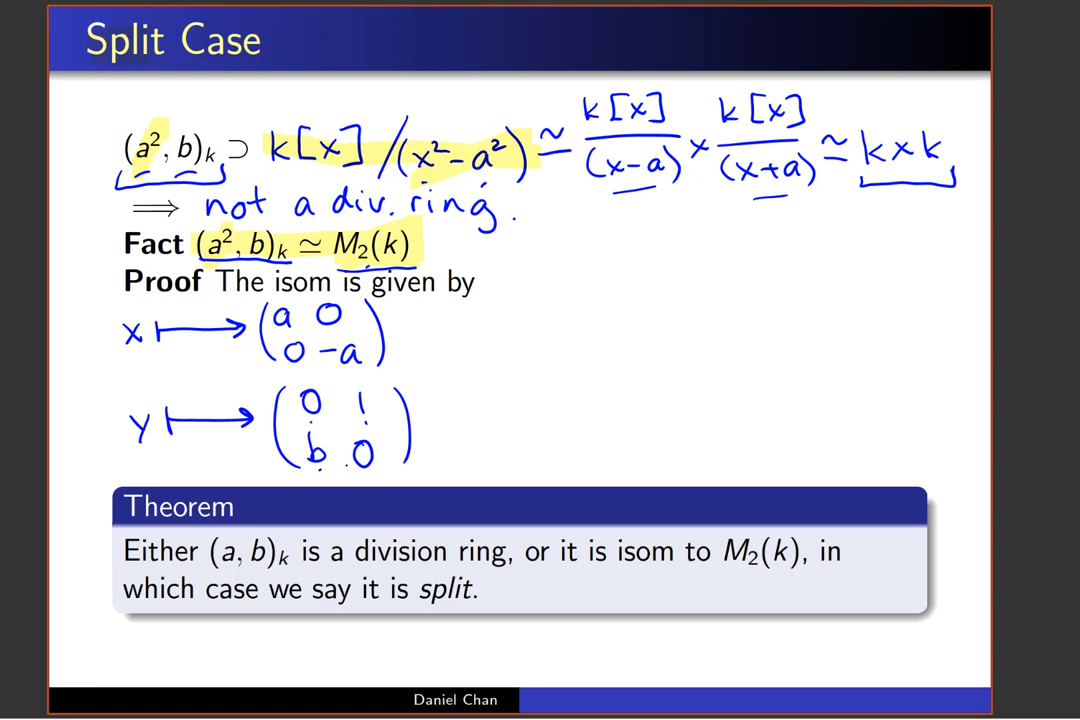 Split Case
(a², b)ₖ ⊃ k[x]/(x²−a²) ≃ k[x]/(x−a) × k[x]/(x+a) ≃ k×k
⟹ not a div. ring.
Fact (a², b)ₖ ≃ M₂(k)
Proof The isom is given by
x ↦ (a 0
0 −a)
y ↦ (0 1
b 0)
Theorem
Either (a, b)ₖ is a division ring, or it is isom to M₂(k), in
which case we say it is split.
Daniel Chan